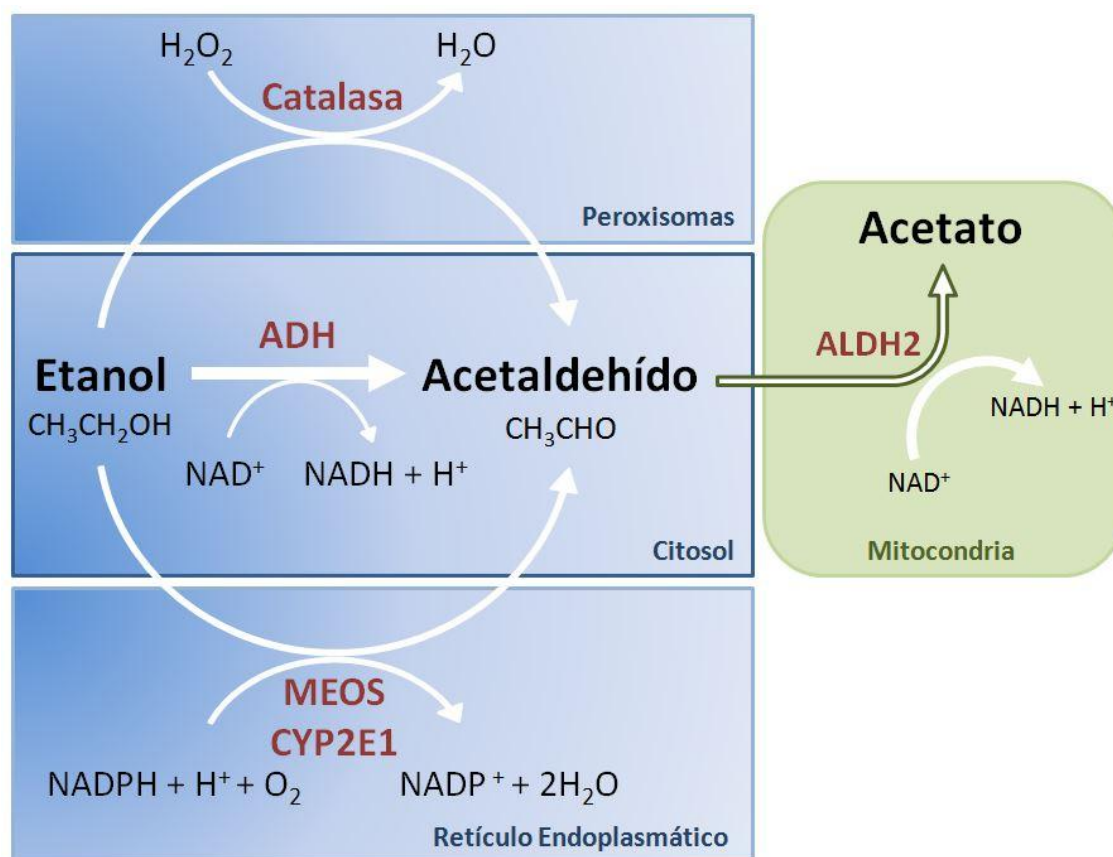 H₂O₂
H₂O
Catalasa
Peroxisomas
ADH
Etanol
Acetaldehído
CH₃CH₂OH
CH₃CHO
NAD⁺
NADH + H⁺
Citosol
Acetato
ALDH2
NADH + H⁺
NAD⁺
Mitocondria
MEOS
CYP2E1
NADPH + H⁺ + O₂
NADP⁺ + 2H₂O
Retículo Endoplasmático